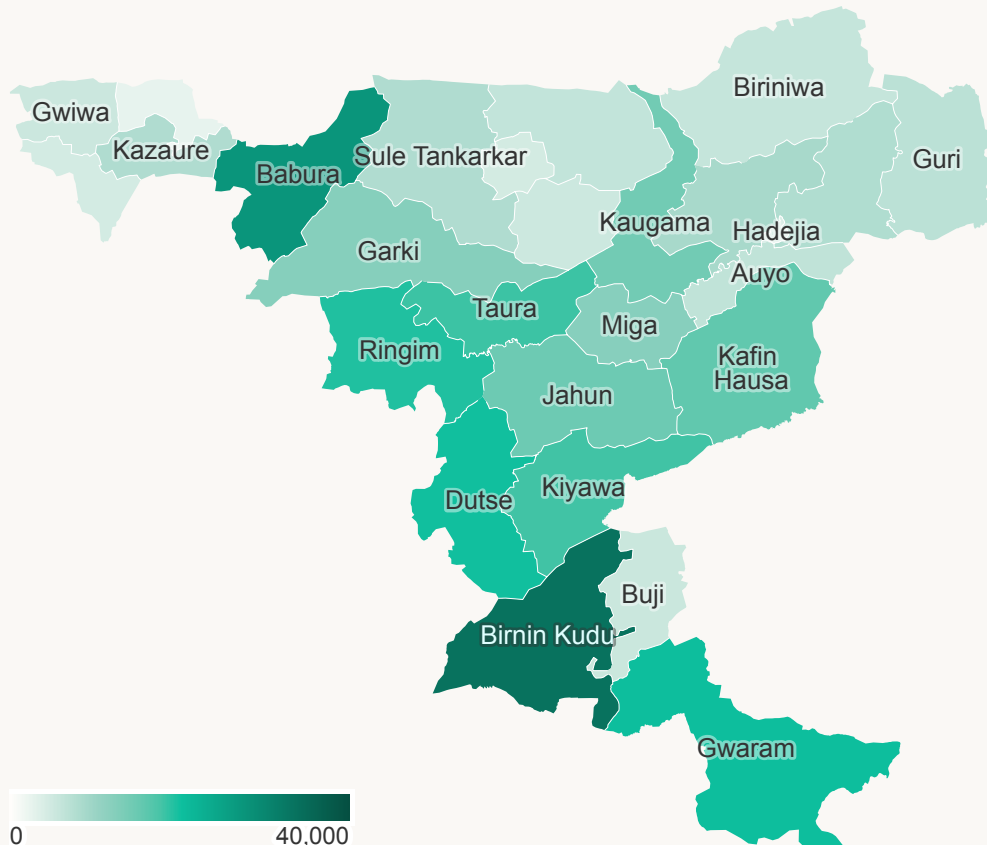 Biriniwa
Gwiwa
Kazaure
Sule Tankarkar
Guri
Babura
Kaugama
Hadejia
Garki
Auyo
Taura
Miga
Ringim
Kafin
Hausa
Jahun
Kiyawa
Dutse
Buji
Birnin Kudu
Gwaram
0
40,000